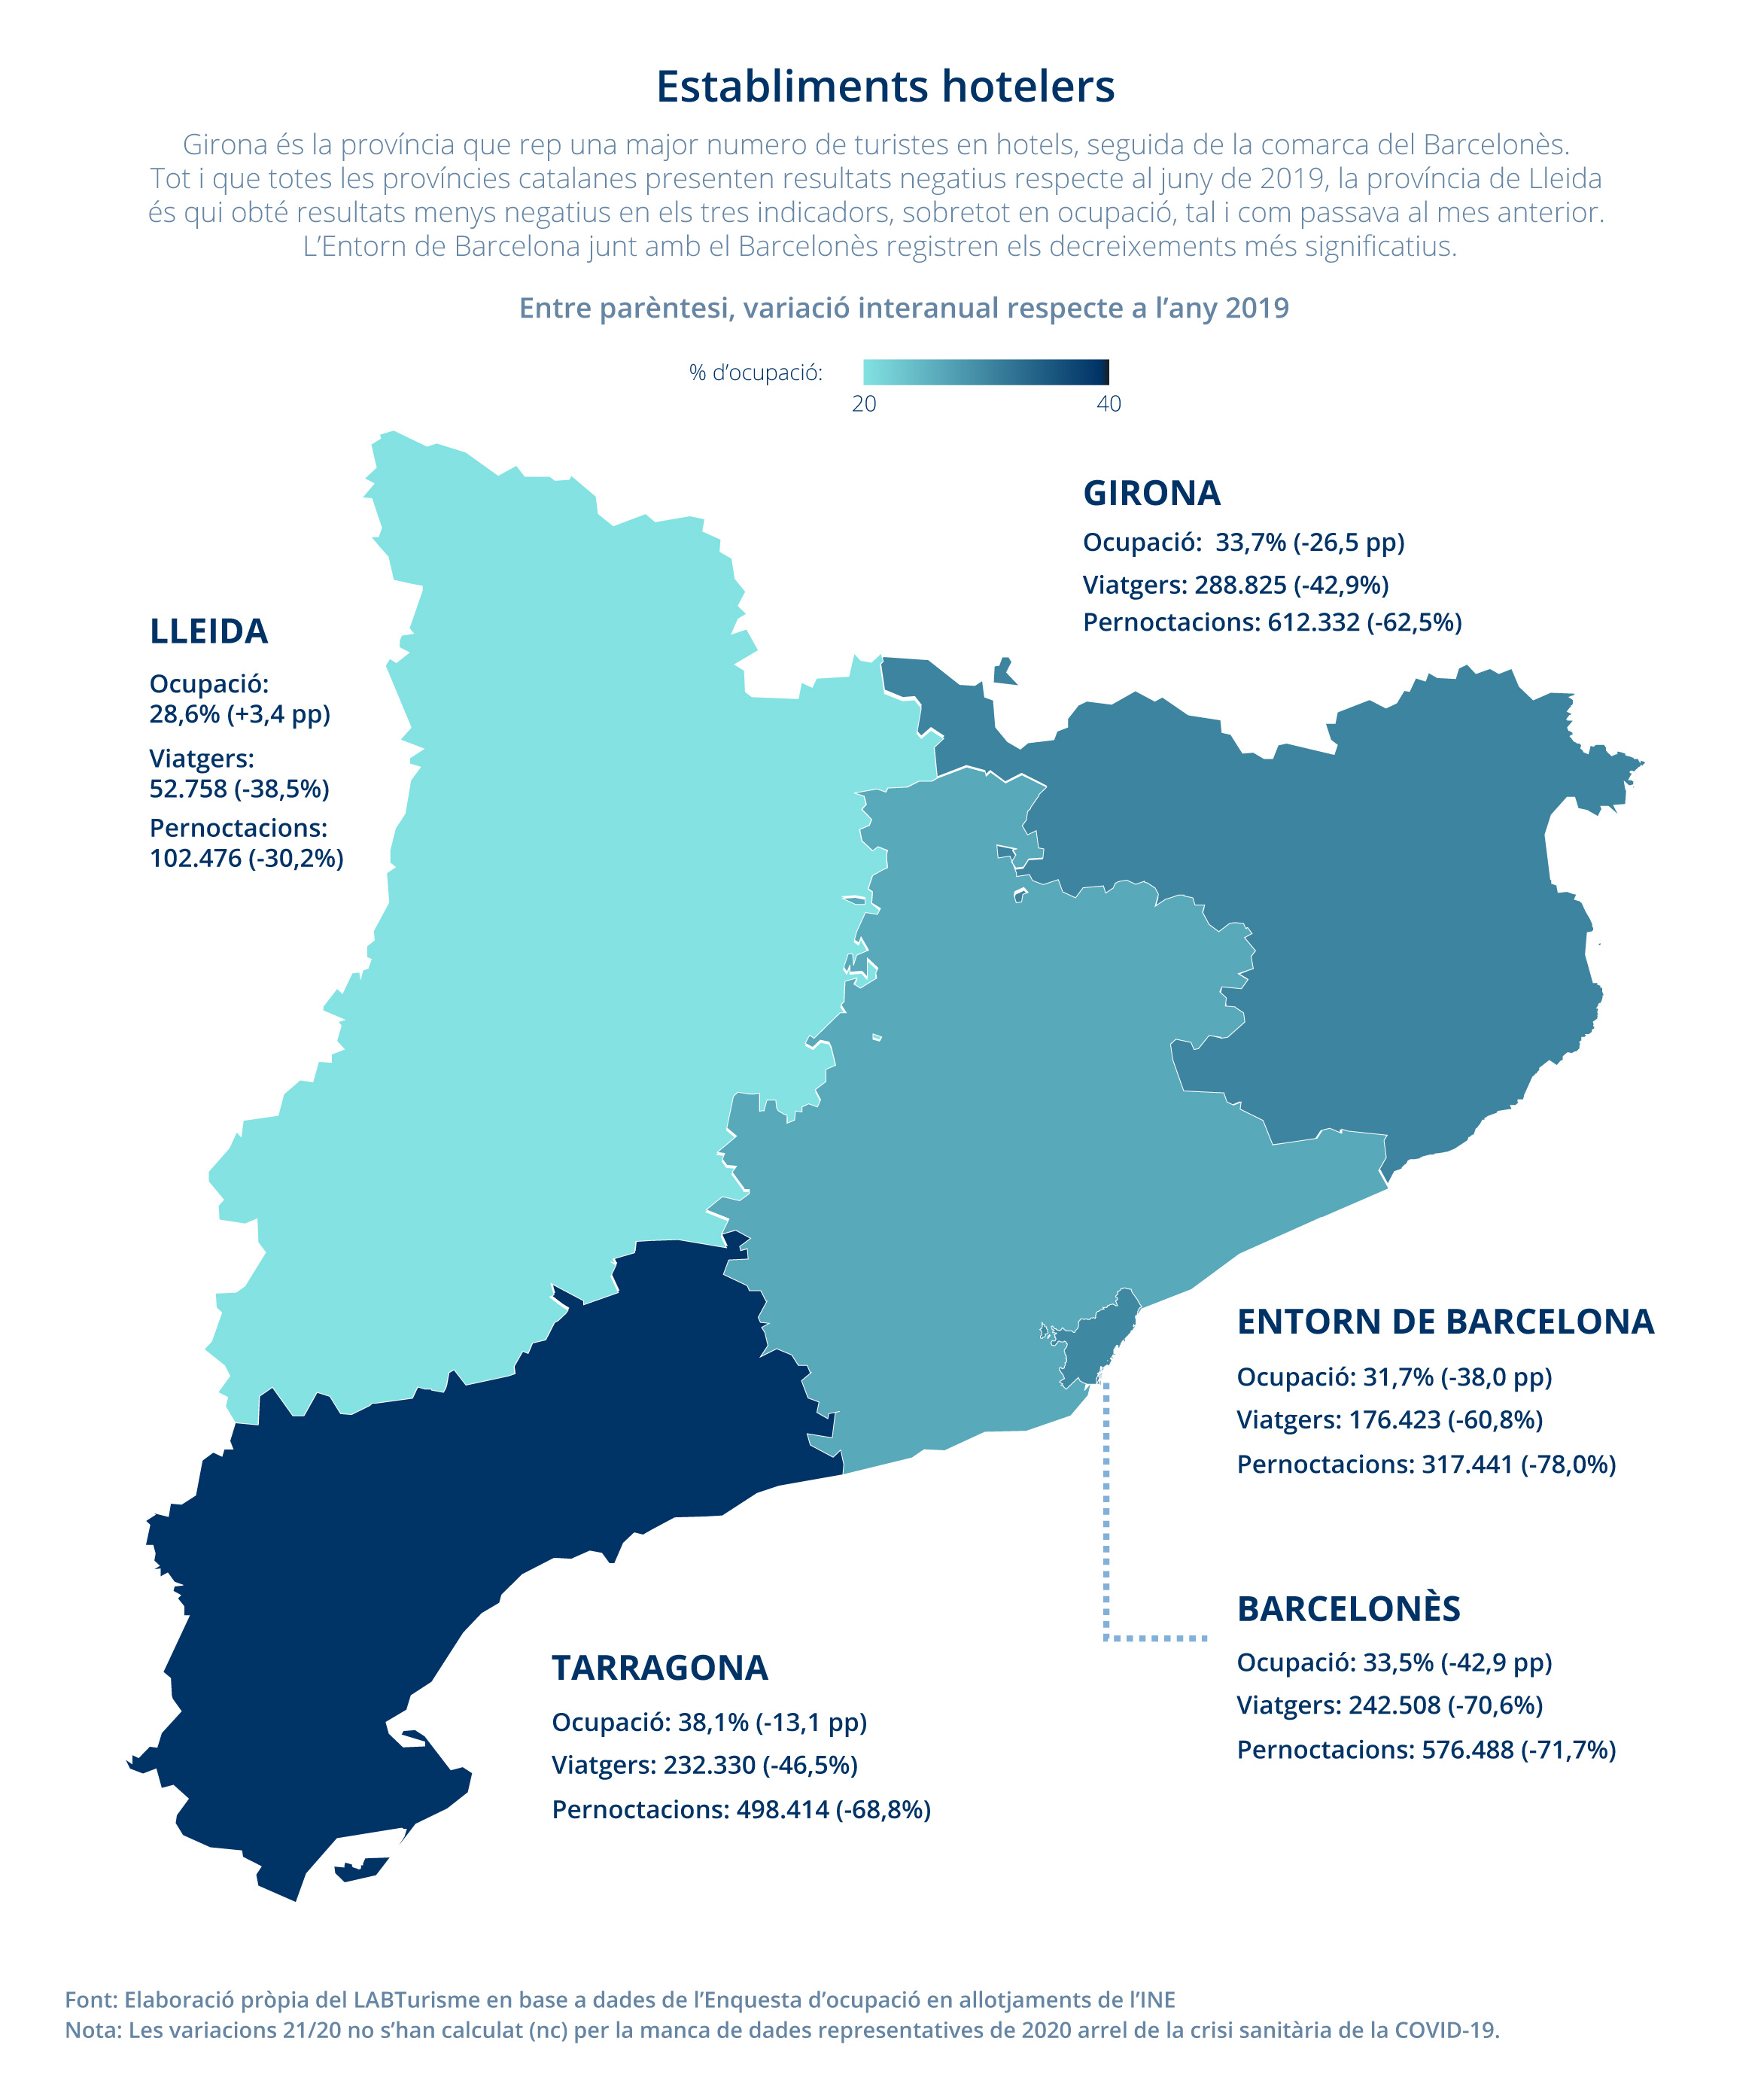 Establiments hotelers
Girona és la província que rep una major numero de turistes en hotels, seguida de la comarca del Barcelonès.
Tot i que totes les províncies catalanes presenten resultats negatius respecte al juny de 2019, la província de Lleida
és qui obté resultats menys negatius en els tres indicadors, sobretot en ocupació, tal i com passava al mes anterior.
L’Entorn de Barcelona junt amb el Barcelonès registren els decreixements més significatius.
Entre parèntesi, variació interanual respecte a l’any 2019
% d’ocupació:
20
40
GIRONA
Ocupació: 33,7% (-26,5 pp)
Viatgers: 288.825 (-42,9%)
Pernoctacions: 612.332 (-62,5%)
LLEIDA
Ocupació:
28,6% (+3,4 pp)
Viatgers:
52.758 (-38,5%)
Pernoctacions:
102.476 (-30,2%)
ENTORN DE BARCELONA
Ocupació: 31,7% (-38,0 pp)
Viatgers: 176.423 (-60,8%)
Pernoctacions: 317.441 (-78,0%)
BARCELONÈS
Ocupació: 33,5% (-42,9 pp)
Viatgers: 242.508 (-70,6%)
Pernoctacions: 576.488 (-71,7%)
TARRAGONA
Ocupació: 38,1% (-13,1 pp)
Viatgers: 232.330 (-46,5%)
Pernoctacions: 498.414 (-68,8%)
Font: Elaboració pròpia del LABTurisme en base a dades de l’Enquesta d’ocupació en allotjaments de l’INE
Nota: Les variacions 21/20 no s’han calculat (nc) per la manca de dades representatives de 2020 arrel de la crisi sanitària de la COVID-19.